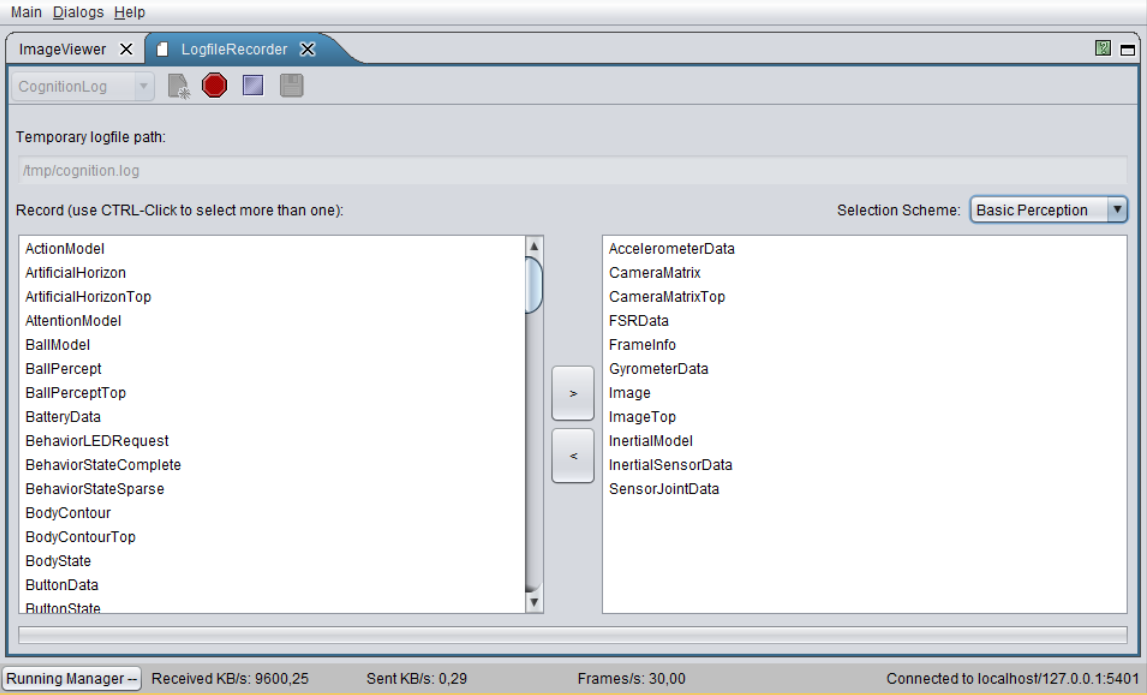 Main Dialogs Help
ImageViewer LogfileRecorder
CognitionLog
Temporary logfile path:
/tmp/cognition.log
Record (use CTRL-Click to select more than one):
Selection Scheme: Basic Perception
ActionModel
ArtificialHorizon
ArtificialHorizonTop
AttentionModel
BallModel
BallPercept
BallPerceptTop
BatteryData
BehaviorLEDRequest
BehaviorStateComplete
BehaviorStateSparse
BodyContour
BodyContourTop
BodyState
ButtonData
ButtonState
>
<
AccelerometerData
CameraMatrix
CameraMatrixTop
FSRData
FrameInfo
GyrometerData
Image
ImageTop
InertialModel
InertialSensorData
SensorJointData
Running Manager -- Received KB/s: 9600,25 Sent KB/s: 0,29 Frames/s: 30,00 Connected to localhost/127.0.0.1:5401